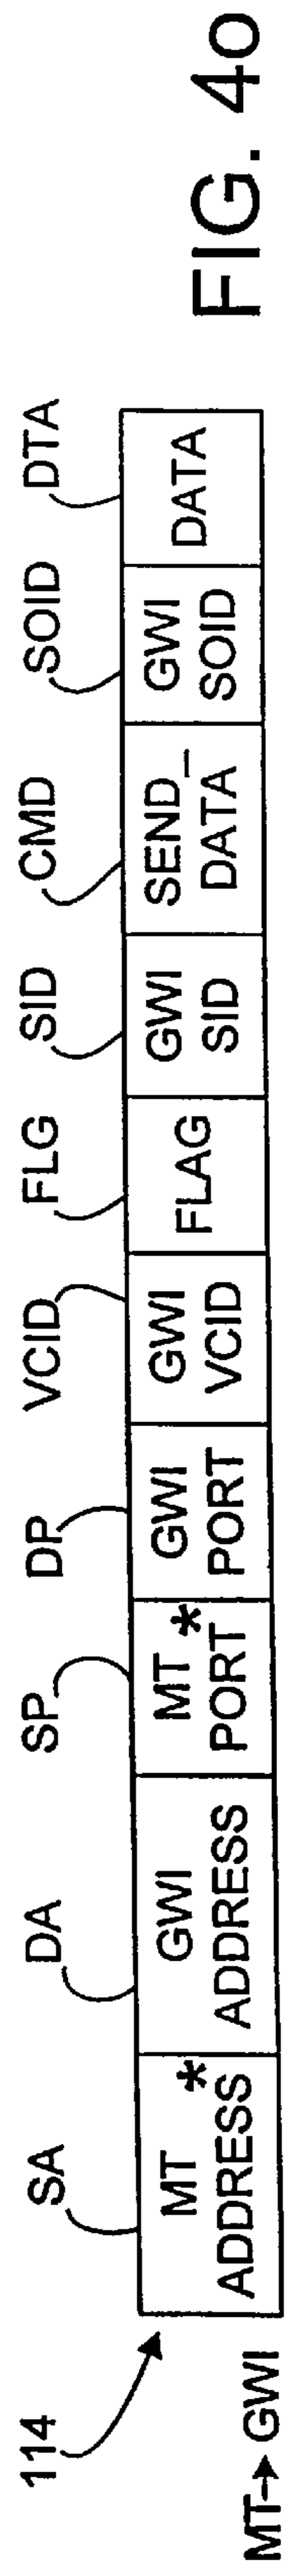 114
SA
DA
SP
DP
VCID
FLG
SID
CMD
SOID
DTA
MT
ADDRESS*
GWI
ADDRESS
MT
PORT*
GWI
PORT
GWI
VCID
FLAG
GWI
SID
SEND_
DATA
GWI
SOID
DATA
MT→GWI
FIG. 4o